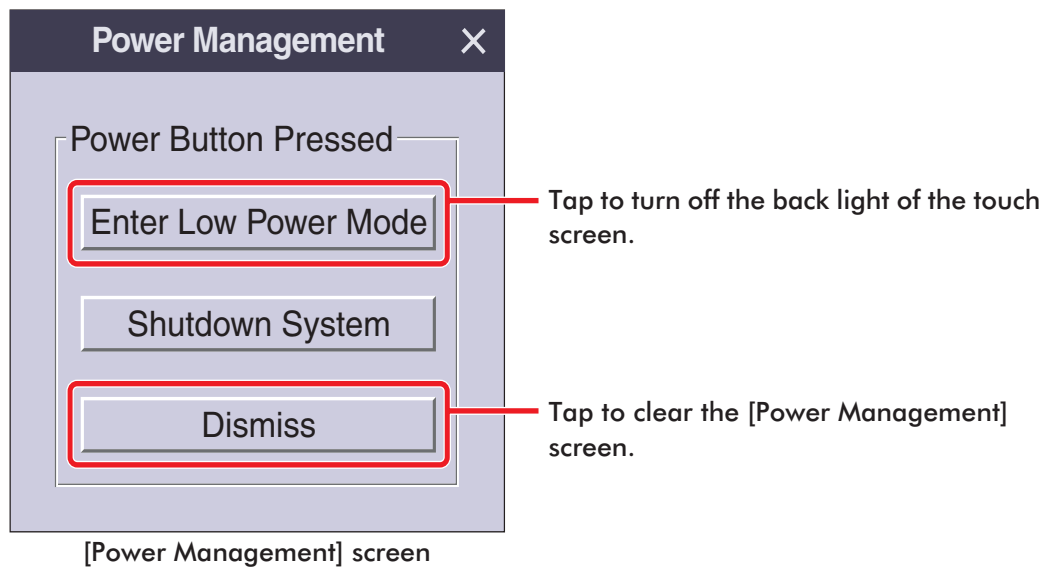 Power Management ×
Power Button Pressed
Enter Low Power Mode
Tap to turn off the back light of the touch
screen.
Shutdown System
Dismiss
Tap to clear the [Power Management]
screen.
[Power Management] screen